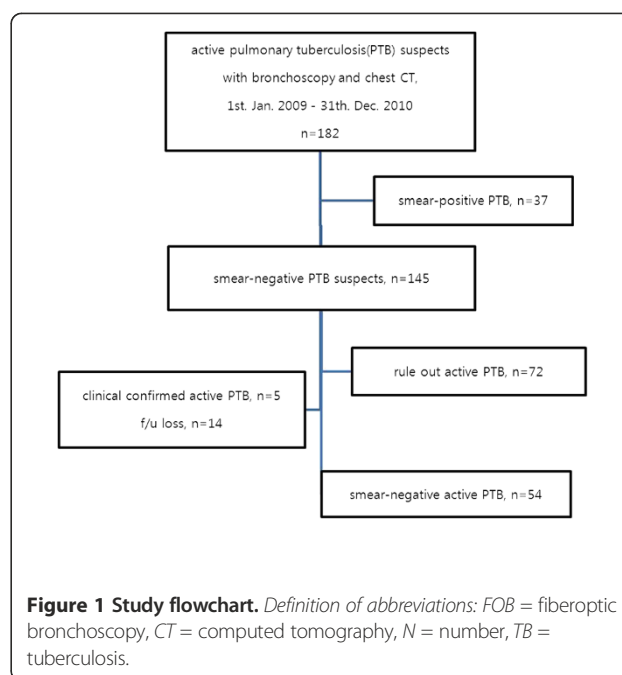 active pulmonary tuberculosis(PTB) suspects
with bronchoscopy and chest CT,
1st. Jan. 2009 - 31th. Dec. 2010
n=182
smear-positive PTB, n=37
smear-negative PTB suspects, n=145
rule out active PTB, n=72
clinical confirmed active PTB, n=5
f/u loss, n=14
smear-negative active PTB, n=54
Figure 1 Study flowchart. Definition of abbreviations: FOB = fiberoptic
bronchoscopy, CT = computed tomography, N = number, TB =
tuberculosis.